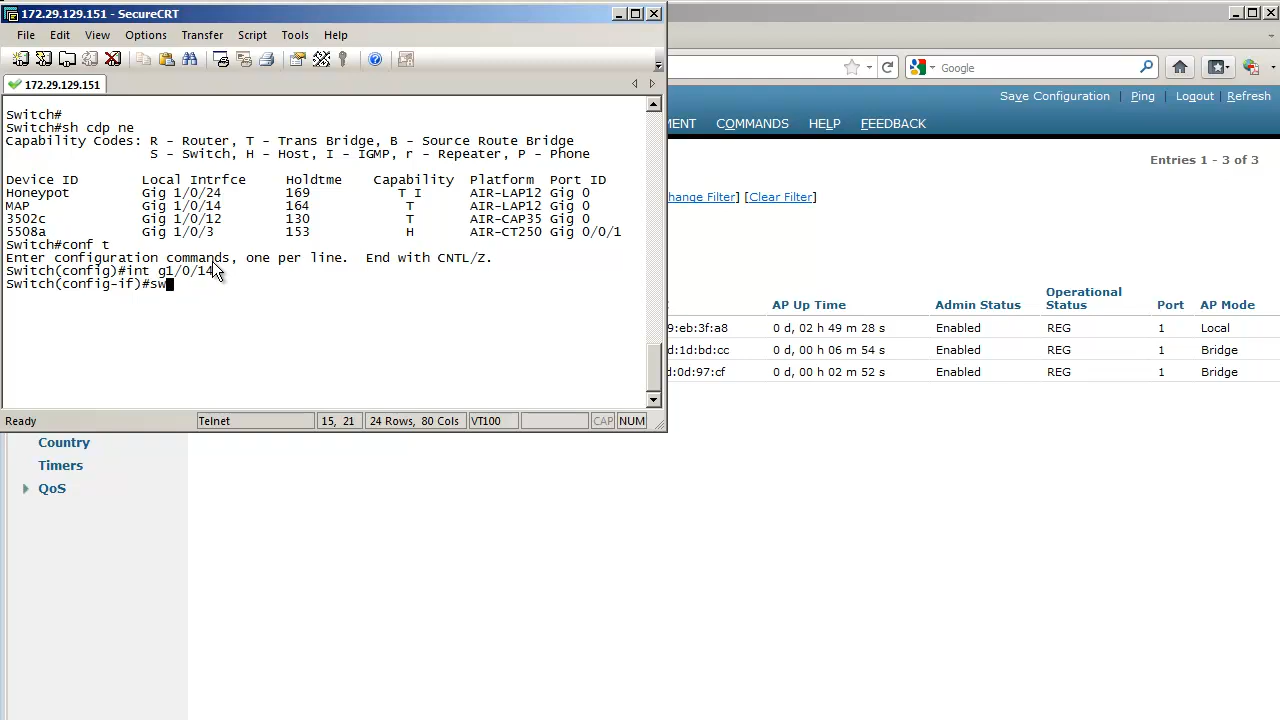 172.29.129.151 - SecureCRT
File Edit View Options Transfer Script Tools Help
172.29.129.151
Switch#
Switch#sh cdp ne
Capability Codes: R - Router, T - Trans Bridge, B - Source Route Bridge
S - Switch, H - Host, I - IGMP, r - Repeater, P - Phone
Device ID Local Intrfce Holdtme Capability Platform Port ID
Honeypot Gig 1/0/24 169 T I AIR-LAP12 Gig 0
MAP Gig 1/0/14 164 T AIR-LAP12 Gig 0
3502c Gig 1/0/12 130 T AIR-CAP35 Gig 0
5508a Gig 1/0/3 153 H AIR-CT250 Gig 0/0/1
Switch#conf t
Enter configuration commands, one per line. End with CNTL/Z.
Switch(config)#int g1/0/14
Switch(config-if)#sw
Ready Telnet 15, 21 24 Rows, 80 Cols VT100 CAP NUM
Google
Save Configuration | Ping | Logout | Refresh
MENT COMMANDS HELP FEEDBACK
Entries 1 - 3 of 3
hange Filter] [Clear Filter]
AP Up Time Admin Status Operational Status Port AP Mode
9:eb:3f:a8 0 d, 02 h 49 m 28 s Enabled REG 1 Local
d:1d:bd:cc 0 d, 00 h 06 m 54 s Enabled REG 1 Bridge
d:0d:97:cf 0 d, 00 h 02 m 52 s Enabled REG 1 Bridge
Country
Timers
QoS